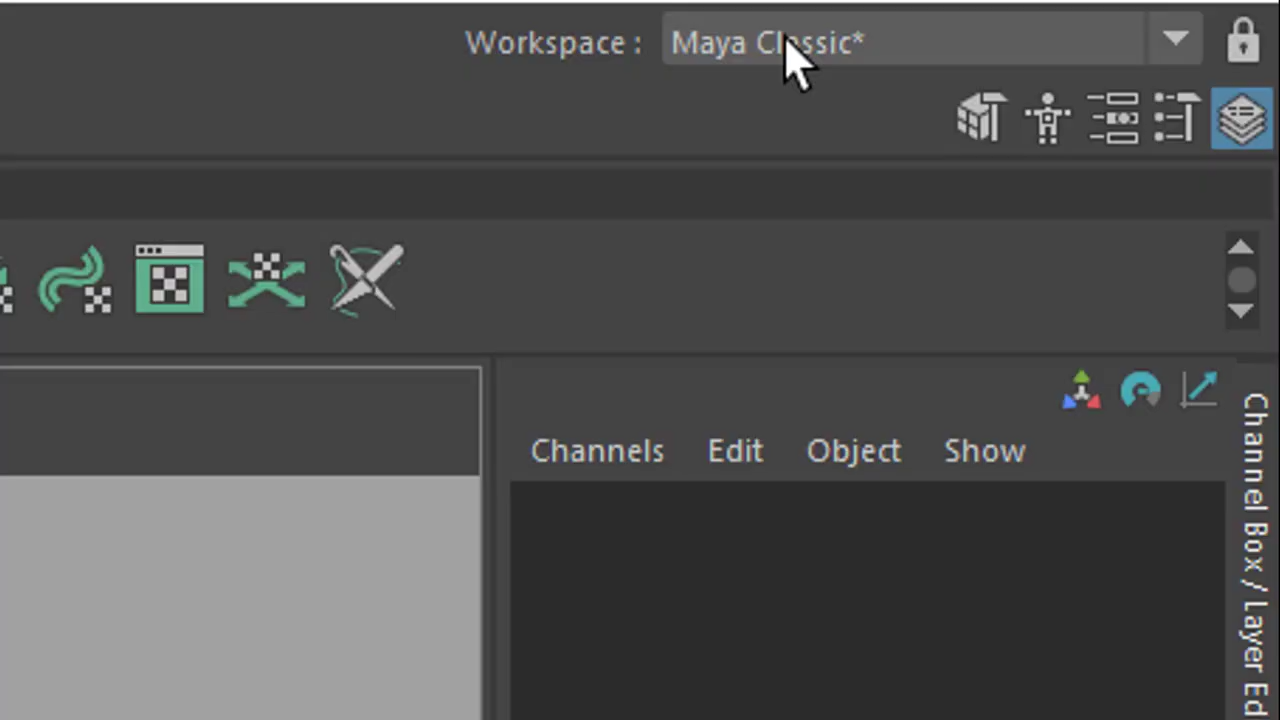 Workspace : Maya Classic*
Channels Edit Object Show
Channel Box / Layer Ed